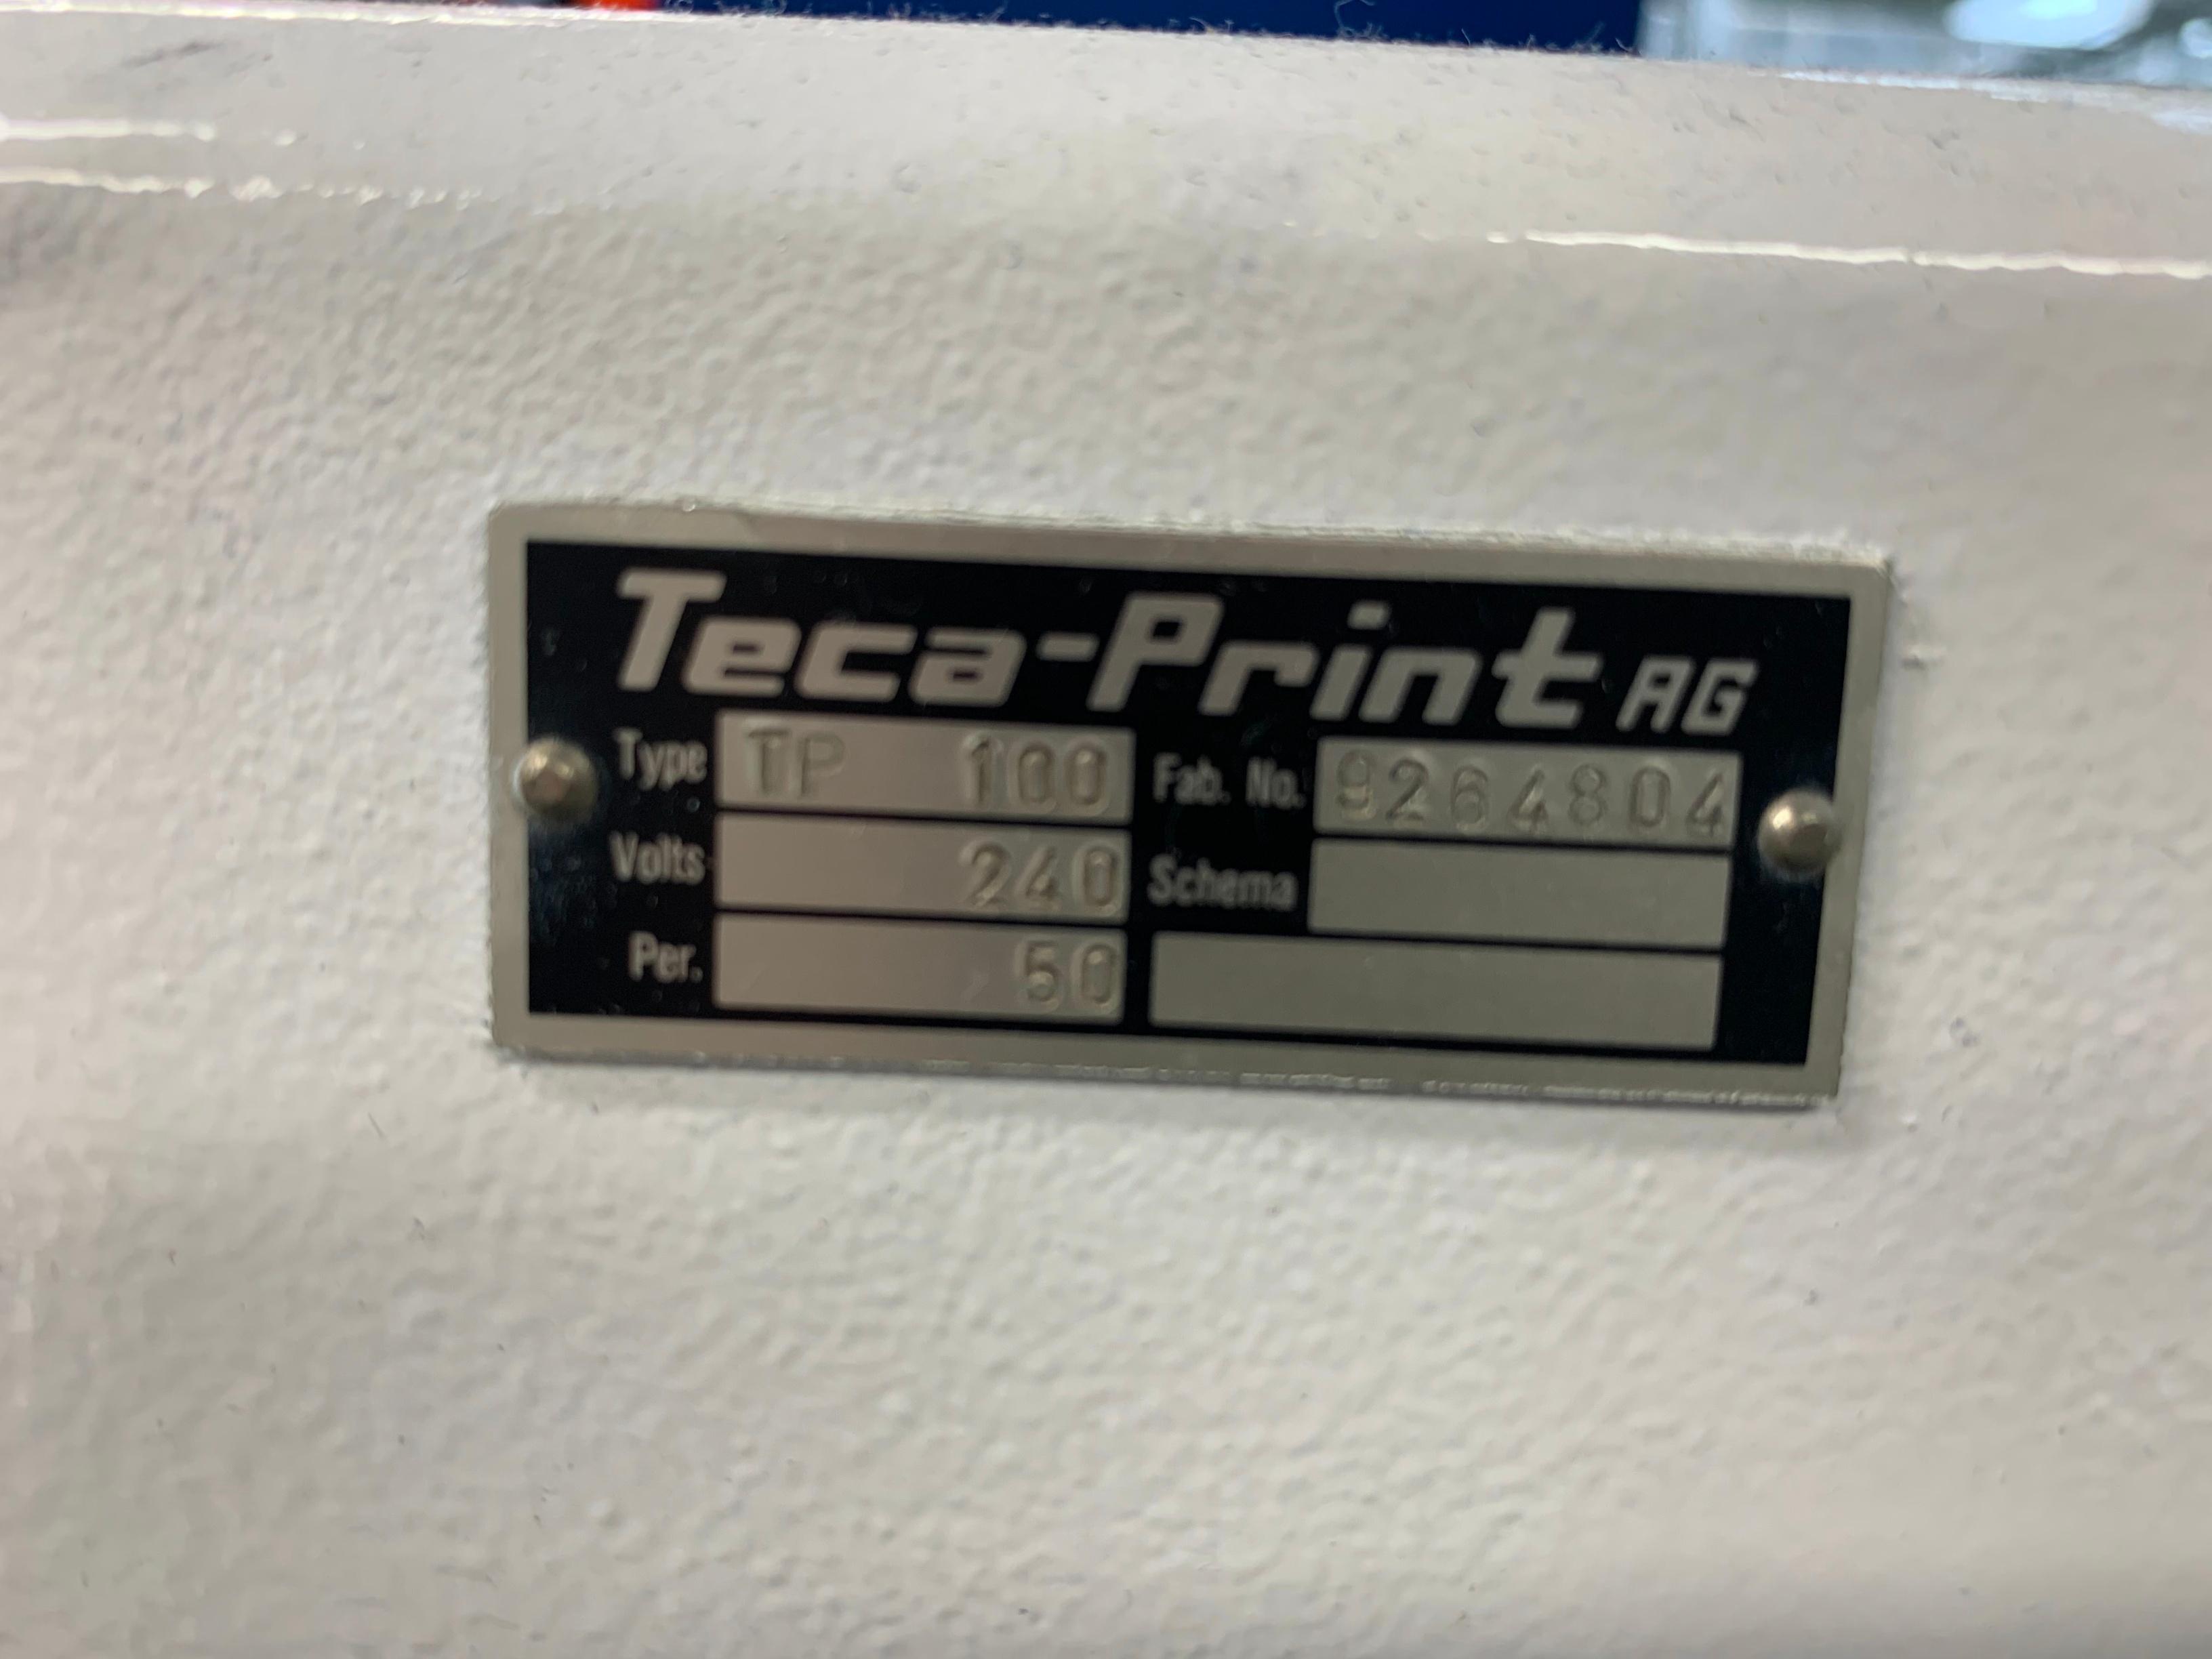 Teca-Print AG
Type TP 100 Fab. No. 9264804
Volts 240 Schema
Per. 50